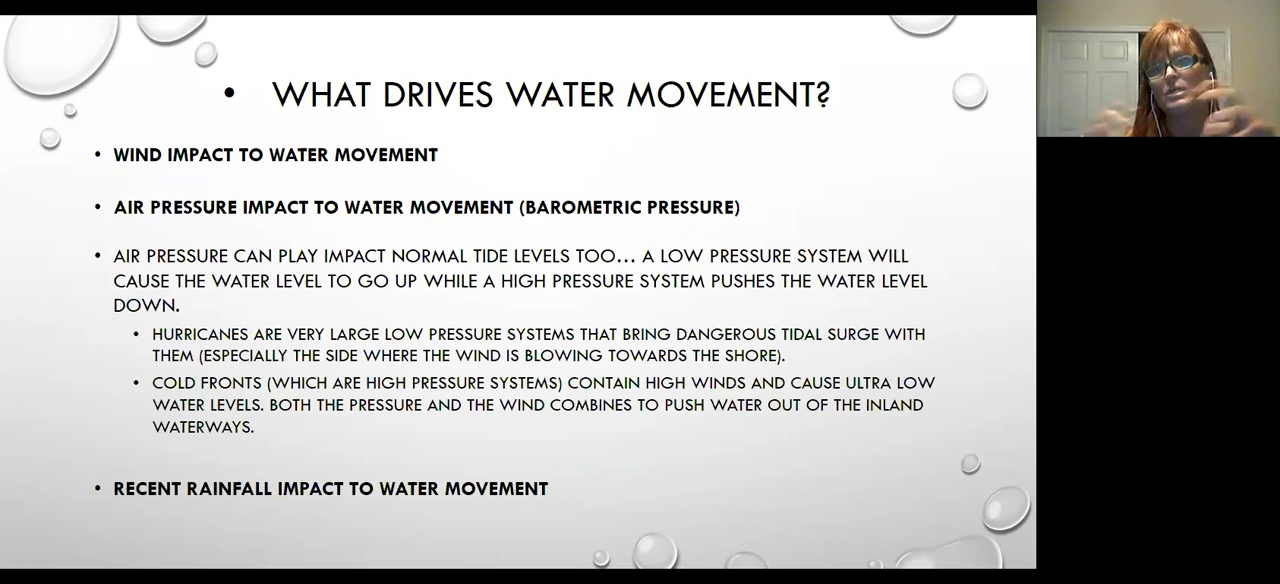 • WHAT DRIVES WATER MOVEMENT?
• WIND IMPACT TO WATER MOVEMENT
• AIR PRESSURE IMPACT TO WATER MOVEMENT (BAROMETRIC PRESSURE)
• AIR PRESSURE CAN PLAY IMPACT NORMAL TIDE LEVELS TOO... A LOW PRESSURE SYSTEM WILL
CAUSE THE WATER LEVEL TO GO UP WHILE A HIGH PRESSURE SYSTEM PUSHES THE WATER LEVEL
DOWN.
• HURRICANES ARE VERY LARGE LOW PRESSURE SYSTEMS THAT BRING DANGEROUS TIDAL SURGE WITH
THEM (ESPECIALLY THE SIDE WHERE THE WIND IS BLOWING TOWARDS THE SHORE).
• COLD FRONTS (WHICH ARE HIGH PRESSURE SYSTEMS) CONTAIN HIGH WINDS AND CAUSE ULTRA LOW
WATER LEVELS. BOTH THE PRESSURE AND THE WIND COMBINES TO PUSH WATER OUT OF THE INLAND
WATERWAYS.
• RECENT RAINFALL IMPACT TO WATER MOVEMENT